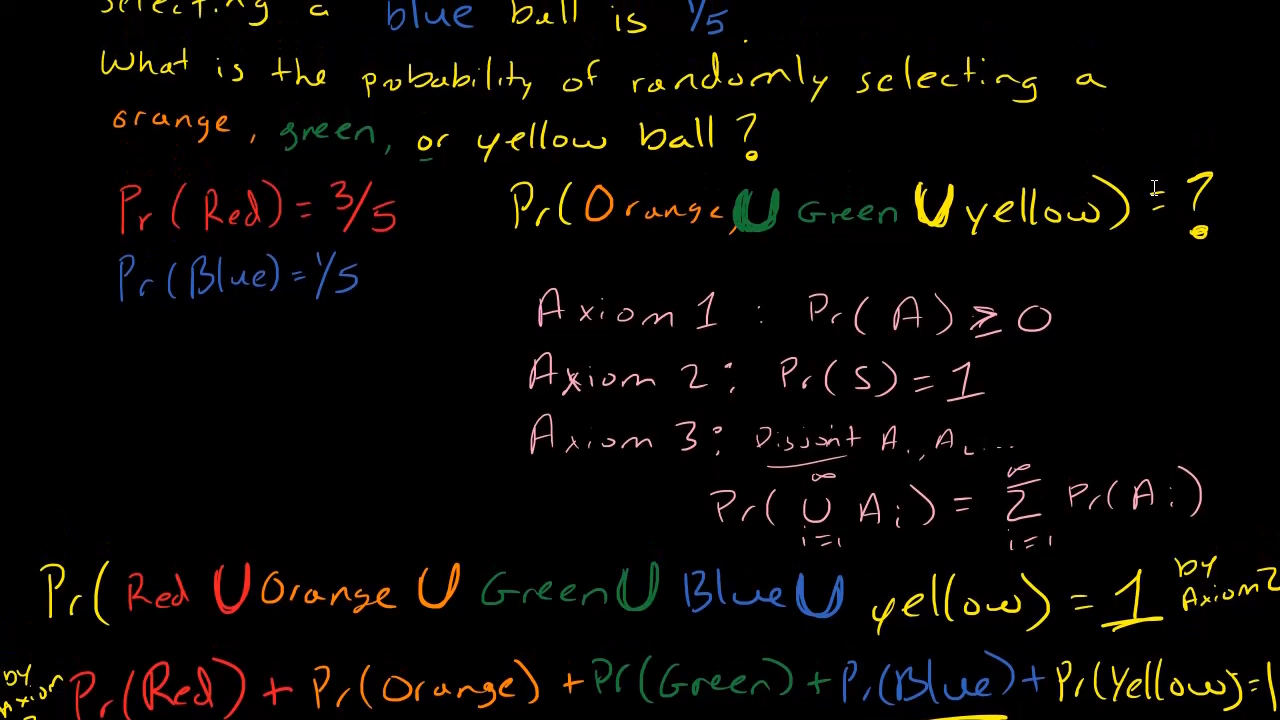 selecting a blue ball is 1/5.
What is the probability of randomly selecting a
orange, green, or yellow ball?
Pr(Red) = 3/5
Pr(Orange, U Green U yellow) = ?
Pr(Blue) = 1/5
Axiom 1 : Pr(A) ≥ 0
Axiom 2: Pr(S) = 1
Axiom 3: Disjoint A₁, A₂, ...
∞ ∞
Pr( ∪ Aᵢ) = Σ Pr(Aᵢ)
i=1 i=1
Pr(Red U Orange U Green U Blue U yellow) = 1 by Axiom 2
by Axiom Pr(Red) + Pr(Orange) + Pr(Green) + Pr(Blue) + Pr(Yellow) = 1